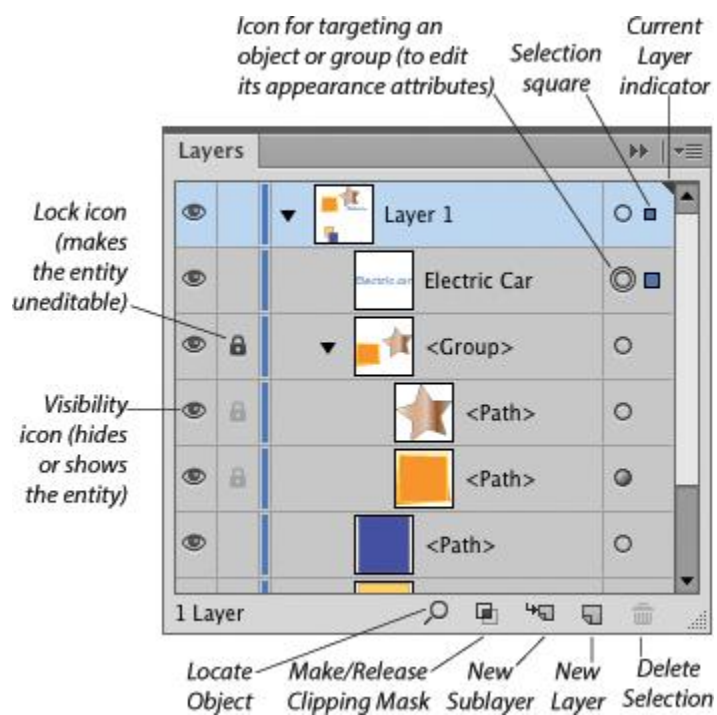 Icon for targeting an
object or group (to edit
its appearance attributes)
Selection
square
Current
Layer
indicator
Layers
Lock icon
(makes
the entity
uneditable)
Visibility
icon (hides
or shows
the entity)
Layer 1
Electric car
Electric Car
<Group>
<Path>
<Path>
<Path>
1 Layer
Locate
Object
Make/Release
Clipping Mask
New
Sublayer
New
Layer
Delete
Selection